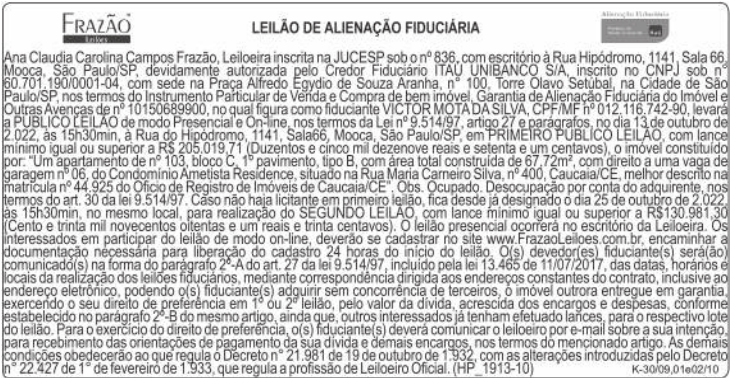 FRAZÃO
Leilões
LEILÃO DE ALIENAÇÃO FIDUCIÁRIA
Alienação Fiduciária
Ana Claudia Carolina Campos Frazão, Leiloeira inscrita na JUCESP sob o nº 836, com escritório à Rua Hipódromo, 1141, Sala 66,
Mooca, São Paulo/SP, devidamente autorizada pelo Credor Fiduciário ITAÚ UNIBANCO S/A, inscrito no CNPJ sob n°
60.701.190/0001-04, com sede na Praça Alfredo Egydio de Souza Aranha, n° 100, Torre Olavo Setúbal, na Cidade de São
Paulo/SP, nos termos do Instrumento Particular de Venda e Compra de bem imóvel, Garantia de Alienação Fiduciária do Imóvel e
Outras Avenças de nº 10150689900, no qual figura como fiduciante VICTOR MOTA DA SILVA, CPF/MF nº 012.116.742-90, levará
a PÚBLICO LEILÃO de modo Presencial e On-line, nos termos da Lei nº 9.514/97, artigo 27 e parágrafos, no dia 13 de outubro de
2.022, às 15h30min, à Rua do Hipódromo, 1141, Sala66, Mooca, São Paulo/SP, em PRIMEIRO PÚBLICO LEILÃO, com lance
mínimo igual ou superior a R$ 205.019,71 (Duzentos e cinco mil dezenove reais e setenta e um centavos), o imóvel constituído
por: "Um apartamento de nº 103, bloco C, 1º pavimento, tipo B, com área total construída de 67,72m², com direito a uma vaga de
garagem nº 06, do Condomínio Ametista Residence, situado na Rua Maria Carneiro Silva, nº 400, Caucaia/CE, melhor descrito na
matrícula nº 44.925 do Ofício de Registro de Imóveis de Caucaia/CE". Obs. Ocupado. Desocupação por conta do adquirente, nos
termos do art. 30 da lei 9.514/97. Caso não haja licitante em primeiro leilão, fica desde já designado o dia 25 de outubro de 2.022,
às 15h30min, no mesmo local, para realização do SEGUNDO LEILÃO, com lance mínimo igual ou superior a R$130.981,30
(Cento e trinta mil novecentos oitentas e um reais e trinta centavos). O leilão presencial ocorrerá no escritório da Leiloeira. Os
interessados em participar do leilão de modo on-line, deverão se cadastrar no site www.FrazaoLeiloes.com.br, encaminhar a
documentação necessária para liberação do cadastro 24 horas do início do leilão. O(s) devedor(es) fiduciante(s) será(ão)
comunicado(s) na forma do parágrafo 2º-A do art. 27 da lei 9.514/97, incluído pela lei 13.465 de 11/07/2017, das datas, horários e
locais da realização dos leilões fiduciários, mediante correspondência dirigida aos endereços constantes do contrato, inclusive ao
endereço eletrônico, podendo o(s) fiduciante(s) adquirir sem concorrência de terceiros, o imóvel outrora entregue em garantia,
exercendo o seu direito de preferência em 1º ou 2º leilão, pelo valor da dívida, acrescida dos encargos e despesas, conforme
estabelecido no parágrafo 2º-B do mesmo artigo, ainda que, outros interessados já tenham efetuado lances, para o respectivo lote
do leilão. Para o exercício do direito de preferência, o(s) fiduciante(s) deverá comunicar o leiloeiro por e-mail sobre a sua intenção,
para recebimento das orientações de pagamento da sua dívida e demais encargos, nos termos do mencionado artigo. As demais
condições obedecerão ao que regula o Decreto n° 21.981 de 19 de outubro de 1.932, com as alterações introduzidas pelo Decreto
n° 22.427 de 1° de fevereiro de 1.933, que regula a profissão de Leiloeiro Oficial. (HP_1913-10) K-30/09,01e02/10